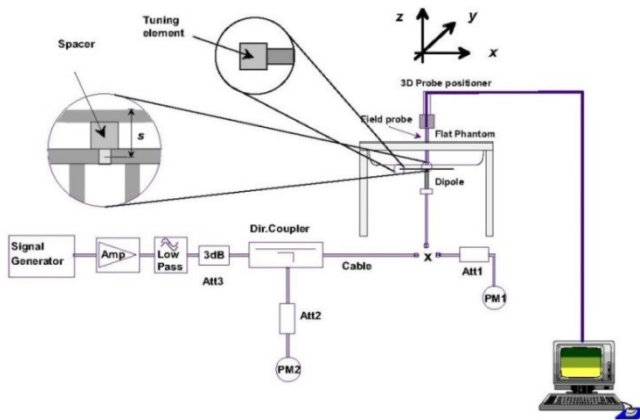 Tuning
element
Spacer
s
z
y
x
3D Probe positioner
Field probe
Flat Phantom
Dipole
Signal
Generator
Amp
Low
Pass
3dB
Att3
Dir.Coupler
Cable
x
Att1
PM1
Att2
PM2